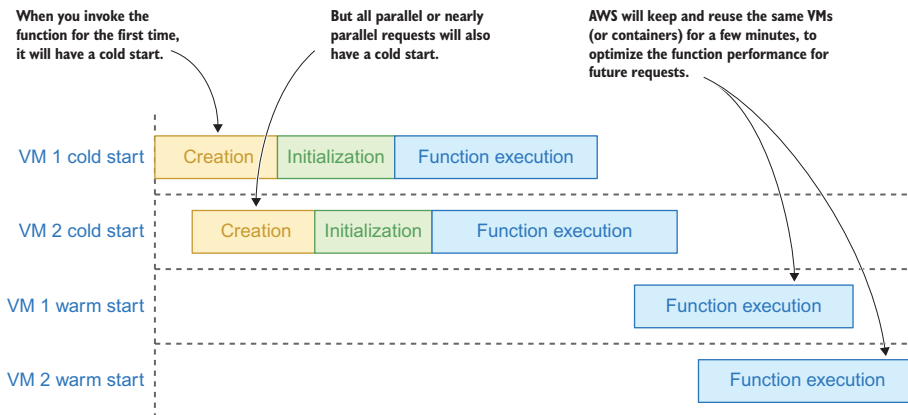 When you invoke the
function for the first time,
it will have a cold start.
But all parallel or nearly
parallel requests will also
have a cold start.
AWS will keep and reuse the same VMs
(or containers) for a few minutes, to
optimize the function performance for
future requests.
VM 1 cold start
Creation
Initialization
Function execution
VM 2 cold start
Creation
Initialization
Function execution
VM 1 warm start
Function execution
VM 2 warm start
Function execution